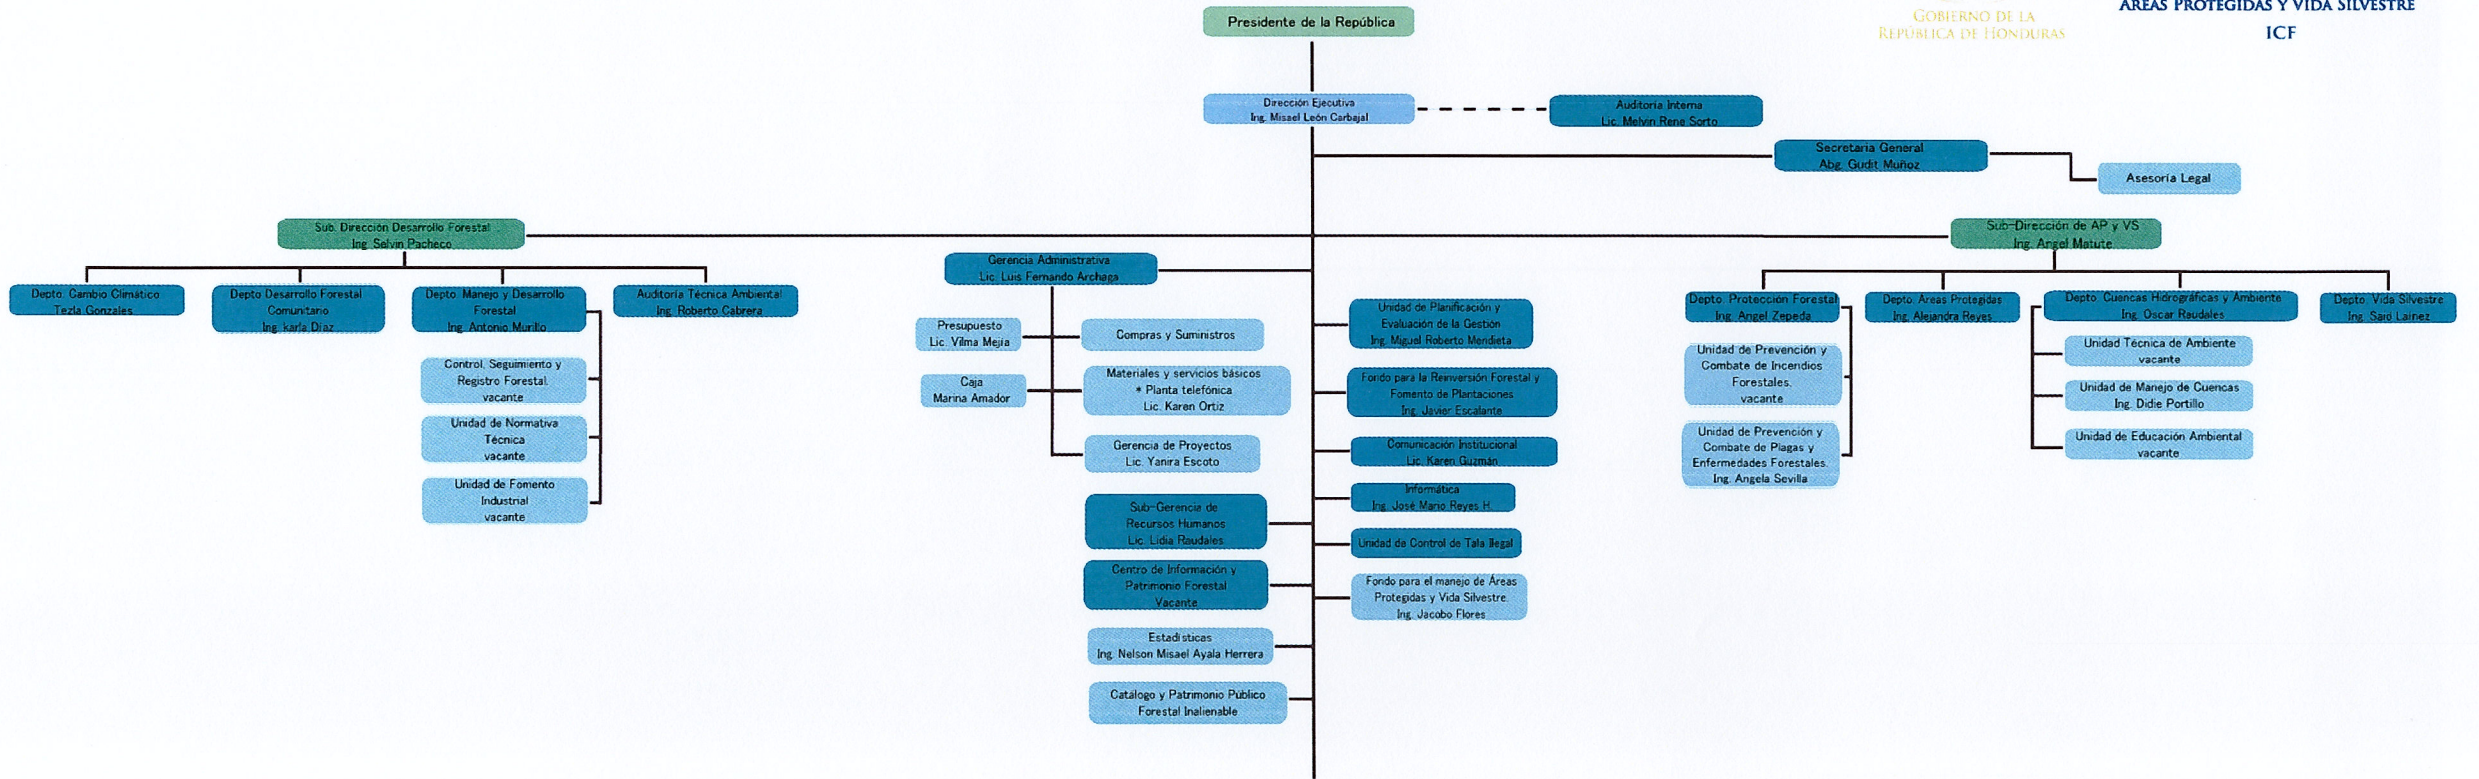 Presidente de la República
GOBIERNO DE LA
REPÚBLICA DE HONDURAS
ÁREAS PROTEGIDAS Y VIDA SILVESTRE
ICF
Dirección Ejecutiva
Ing. Misael León Carbajal
Auditoría Interna
Lic. Melvin Rene Sorto
Secretaria General
Abg. Gudit Muñoz
Asesoría Legal
Sub. Dirección Desarrollo Forestal
Ing. Selvin Pacheco
Sub-Dirección de AP y VS
Ing. Angel Matute
Depto. Cambio Climático
Tezla Gonzales
Depto Desarrollo Forestal
Comunitario
Ing. karla Díaz
Depto. Manejo y Desarrollo
Forestal
Ing. Antonio Murillo
Auditoría Técnica Ambiental
Ing. Roberto Cabrera
Control, Seguimiento y
Registro Forestal.
vacante
Unidad de Normativa
Técnica
vacante
Unidad de Fomento
Industrial
vacante
Gerencia Administrativa
Lic. Luis Fernando Archaga
Presupuesto
Lic. Vilma Mejía
Compras y Suministros
Caja
Marina Amador
Materiales y servicios básicos
* Planta telefónica
Lic. Karen Ortiz
Gerencia de Proyectos
Lic. Yanira Escoto
Sub-Gerencia de
Recursos Humanos
Lic. Lidia Raudales
Centro de Información y
Patrimonio Forestal
Vacante
Estadísticas
Ing. Nelson Misael Ayala Herrera
Catálogo y Patrimonio Público
Forestal Inalienable
Unidad de Planificación y
Evaluación de la Gestión
Ing. Miguel Roberto Mendieta
Fondo para la Reinversión Forestal y
Fomento de Plantaciones
Ing. Javier Escalante
Comunicación Institucional
Lic. Karen Guzmán
Informática
Ing. José Mario Reyes H.
Unidad de Control de Tala Ilegal
Fondo para el manejo de Áreas
Protegidas y Vida Silvestre.
Ing. Jacobo Flores
Depto. Protección Forestal
Ing. Angel Zepeda
Depto. Áreas Protegidas
Ing. Alejandra Reyes
Depto. Cuencas Hidrográficas y Ambiente
Ing. Oscar Raudales
Depto. Vida Silvestre
Ing. Said Lainez
Unidad de Prevención y
Combate de Incendios
Forestales.
vacante
Unidad de Prevención y
Combate de Plagas y
Enfermedades Forestales.
Ing. Angela Sevilla
Unidad Técnica de Ambiente
vacante
Unidad de Manejo de Cuencas
Ing. Didie Portillo
Unidad de Educación Ambiental
vacante